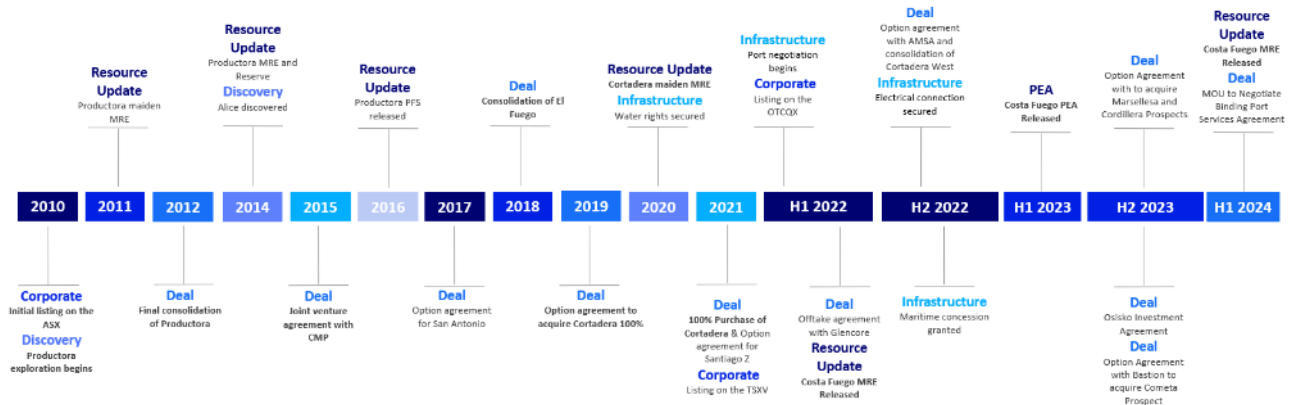 Resource
Update
Productora maiden
MRE
Resource
Update
Productora MRE and
Reserve
Discovery
Alice discovered
Resource
Update
Productora PFS
released
Deal
Consolidation of El
Fuego
Resource Update
Cortadera maiden MRE
Infrastructure
Water rights secured
Infrastructure
Port negotiation
begins
Corporate
Listing on the
OTCQX
Deal
Option agreement
with AMSA and
consolidation of
Cortadera West
Infrastructure
Electrical connection
secured
PEA
Costa Fuego PEA
Released
Deal
Option Agreement
with to acquire
Marsellesa and
Cordillera Prospects
Resource
Update
Costa Fuego MRE
Released
Deal
MOU to Negotiate
Binding Port
Services Agreement
2010
2011
2012
2014
2015
2016
2017
2018
2019
2020
2021
H1 2022
H2 2022
H1 2023
H2 2023
H1 2024
Corporate
Initial listing on the
ASX
Discovery
Productora
exploration begins
Deal
Final consolidation
of Productora
Deal
Joint venture
agreement with
CMP
Deal
Option agreement
for San Antonio
Deal
Option agreement to
acquire Cortadera 100%
Deal
100% Purchase of
Cortadera & Option
agreement for
Santiago Z
Corporate
Listing on the TSXV
Deal
Offtake agreement
with Glencore
Resource
Update
Costa Fuego MRE
Released
Infrastructure
Maritime concession
granted
Deal
Osisko Investment
Agreement
Deal
Option Agreement
with Bastion to
acquire Cometa
Prospect